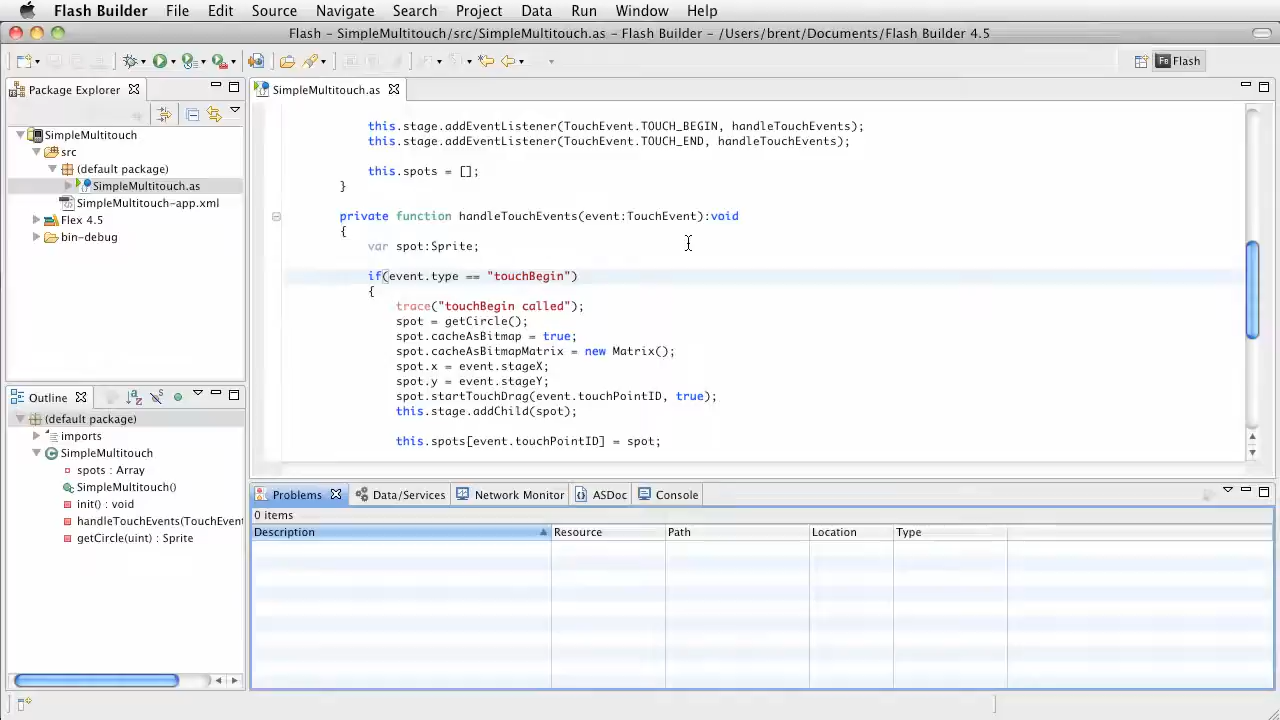 Flash Builder File Edit Source Navigate Search Project Data Run Window Help
Flash – SimpleMultitouch/src/SimpleMultitouch.as – Flash Builder – /Users/brent/Documents/Flash Builder 4.5
Flash
Package Explorer
SimpleMultitouch
src
(default package)
SimpleMultitouch.as
SimpleMultitouch-app.xml
Flex 4.5
bin-debug
Outline
(default package)
imports
SimpleMultitouch
spots : Array
SimpleMultitouch()
init() : void
handleTouchEvents(TouchEvent
getCircle(uint) : Sprite
SimpleMultitouch.as
this.stage.addEventListener(TouchEvent.TOUCH_BEGIN, handleTouchEvents);
this.stage.addEventListener(TouchEvent.TOUCH_END, handleTouchEvents);
this.spots = [];
}
private function handleTouchEvents(event:TouchEvent):void
{
var spot:Sprite;
if(event.type == "touchBegin")
{
trace("touchBegin called");
spot = getCircle();
spot.cacheAsBitmap = true;
spot.cacheAsBitmapMatrix = new Matrix();
spot.x = event.stageX;
spot.y = event.stageY;
spot.startTouchDrag(event.touchPointID, true);
this.stage.addChild(spot);
this.spots[event.touchPointID] = spot;
Problems Data/Services Network Monitor ASDoc Console
0 items
Description Resource Path Location Type